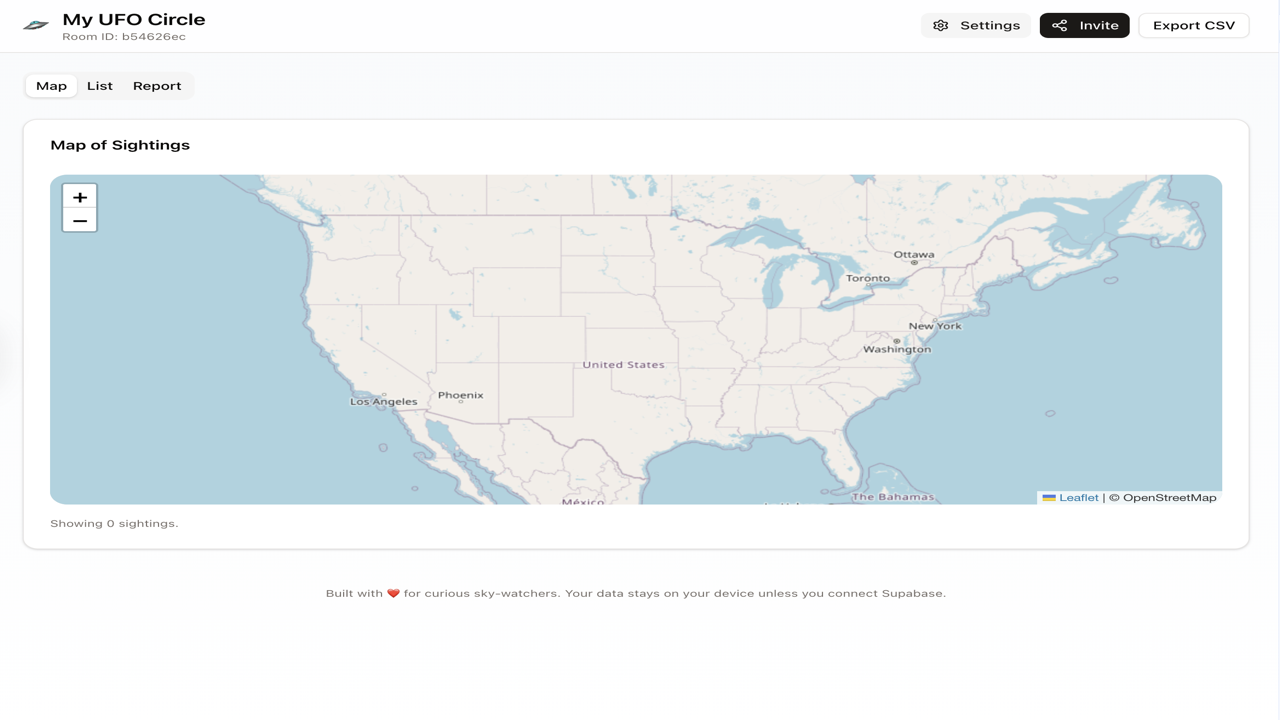 My UFO Circle
Room ID: b54626ec
Settings
Invite
Export CSV
Map
List
Report
Map of Sightings
+
−
Ottawa
Toronto
New York
Washington
United States
Los Angeles
Phoenix
México
The Bahamas
Leaflet | © OpenStreetMap
Showing 0 sightings.
Built with ❤️ for curious sky-watchers. Your data stays on your device unless you connect Supabase.